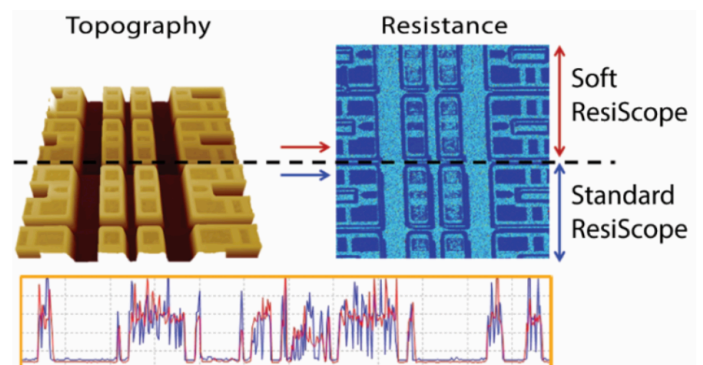 Topography
Resistance
Soft
ResiScope
Standard
ResiScope